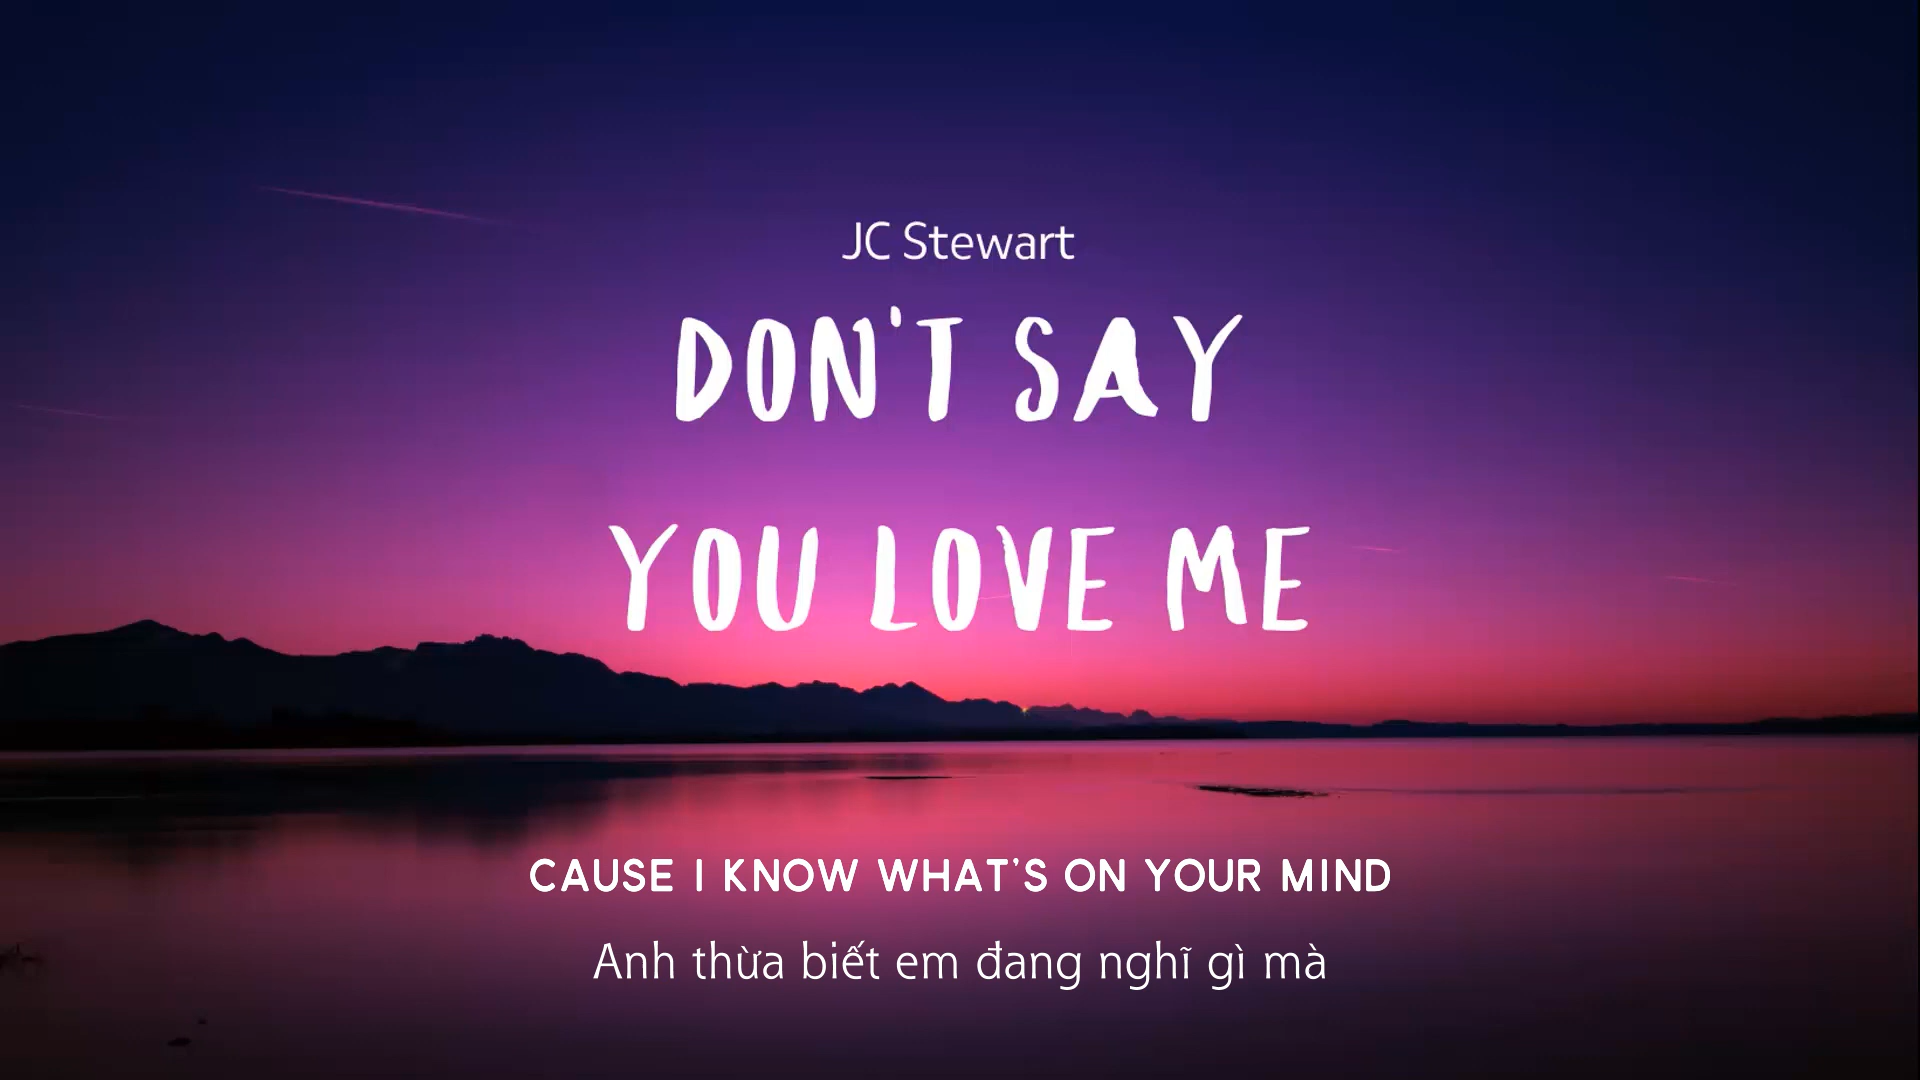 JC Stewart
DON'T SAY
YOU LOVE ME
CAUSE I KNOW WHAT'S ON YOUR MIND
Anh thừa biết em đang nghĩ gì mà